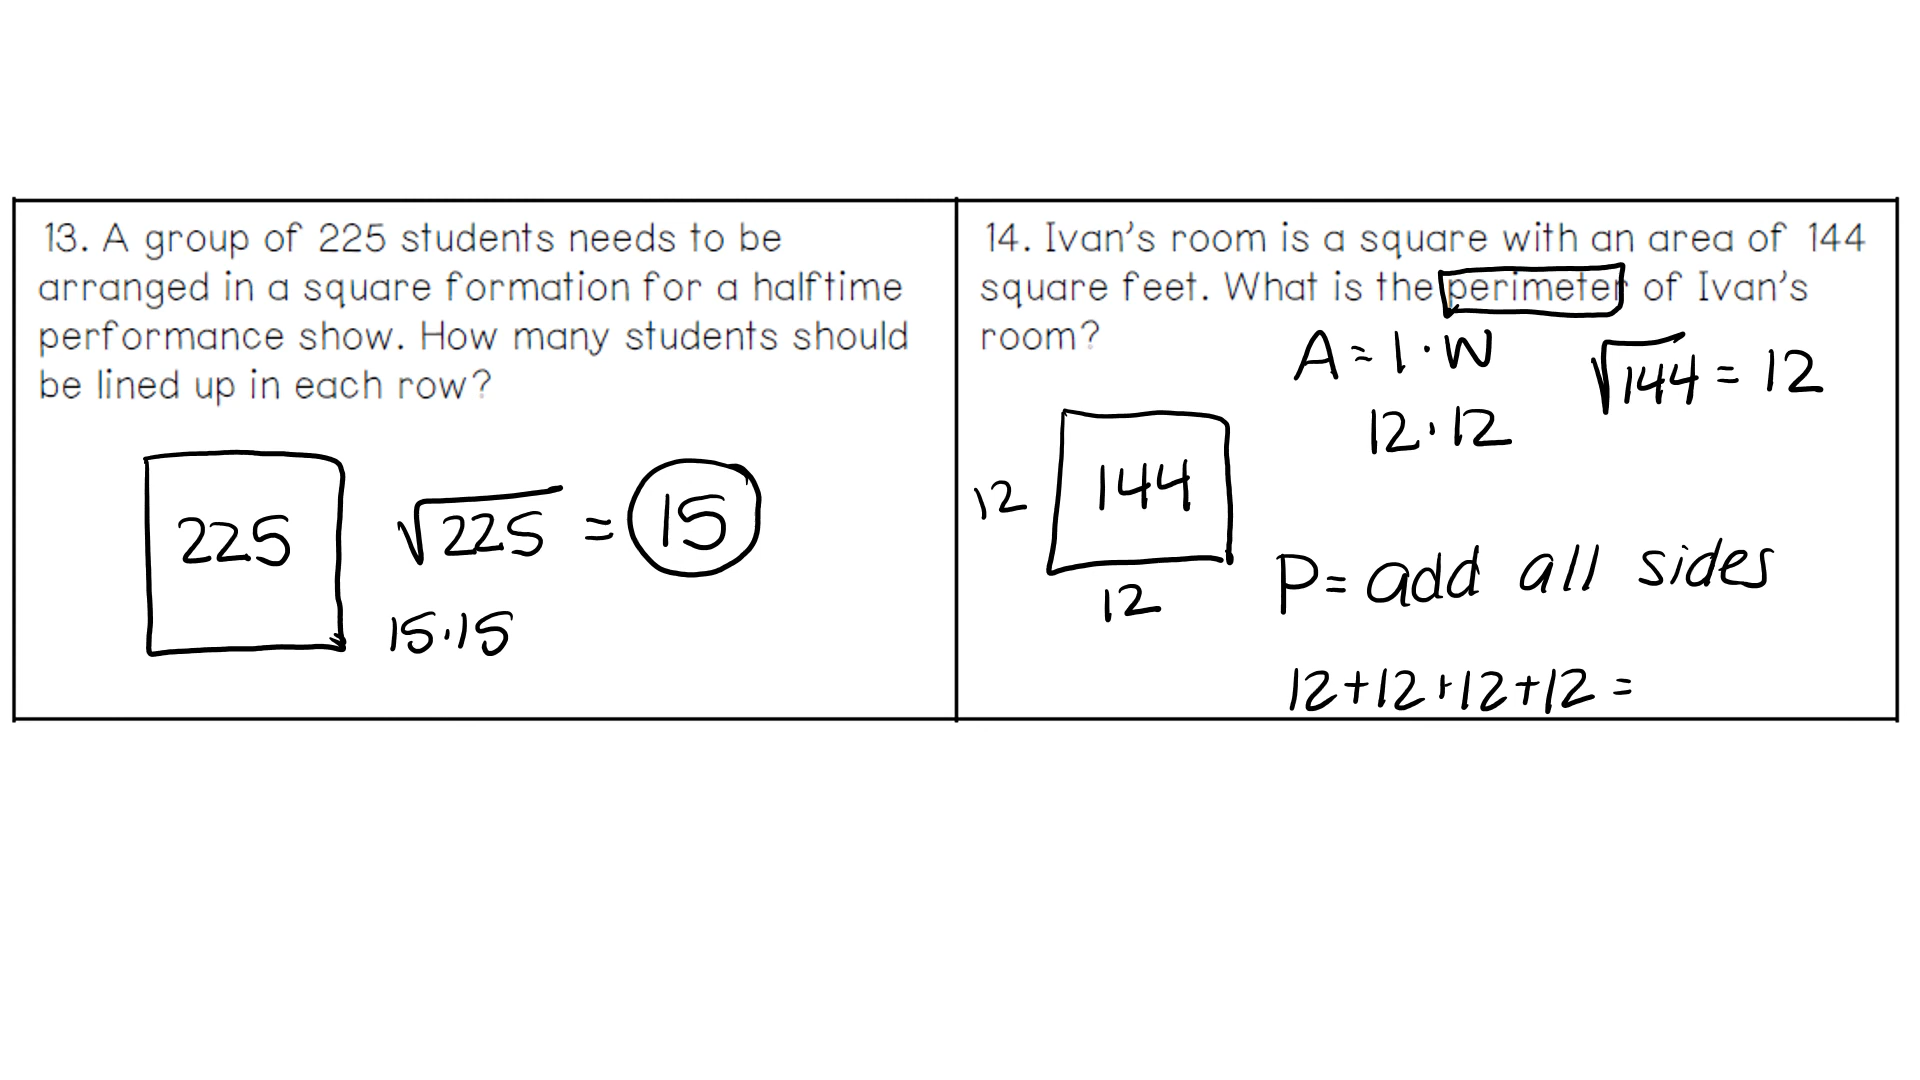 13. A group of 225 students needs to be
arranged in a square formation for a halftime
performance show. How many students should
be lined up in each row?
225
√225 = 15
15·15
14. Ivan's room is a square with an area of 144
square feet. What is the perimeter of Ivan's
room?
A = l · W
√144 = 12
12 · 12
144
12
12
P = add all sides
12+12+12+12 =